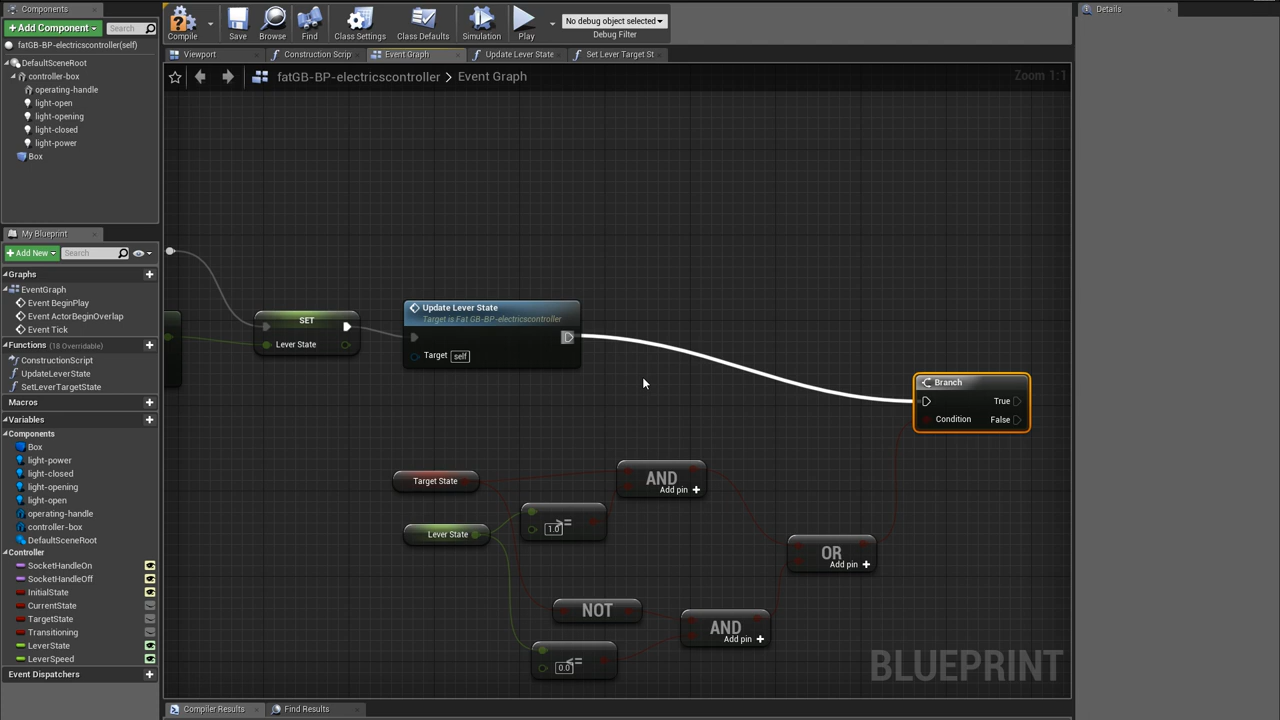 Components
Details
Add Component
Search
fatGB-BP-electricscontroller(self)
DefaultSceneRoot
controller-box
operating-handle
light-open
light-opening
light-closed
light-power
Box
Compile
Save
Browse
Find
Class Settings
Class Defaults
Simulation
Play
No debug object selected
Debug Filter
Viewport
Construction Scrip
Event Graph
Update Lever State
Set Lever Target St
fatGB-BP-electricscontroller > Event Graph
Zoom 1:1
My Blueprint
Add New
Search
Graphs
EventGraph
Event BeginPlay
Event ActorBeginOverlap
Event Tick
Functions (18 Overridable)
ConstructionScript
UpdateLeverState
SetLeverTargetState
Macros
Variables
Components
Box
light-power
light-closed
light-opening
light-open
operating-handle
controller-box
DefaultSceneRoot
Controller
SocketHandleOn
SocketHandleOff
InitialState
CurrentState
TargetState
Transitioning
LeverState
LeverSpeed
Event Dispatchers
SET
Lever State
Update Lever State
Target is Fat GB-BP-electricscontroller
Target self
Branch
True
Condition False
Target State
AND
Add pin +
Lever State
>=
1.0
OR
Add pin +
NOT
AND
Add pin +
<=
0.0
BLUEPRINT
Compiler Results
Find Results